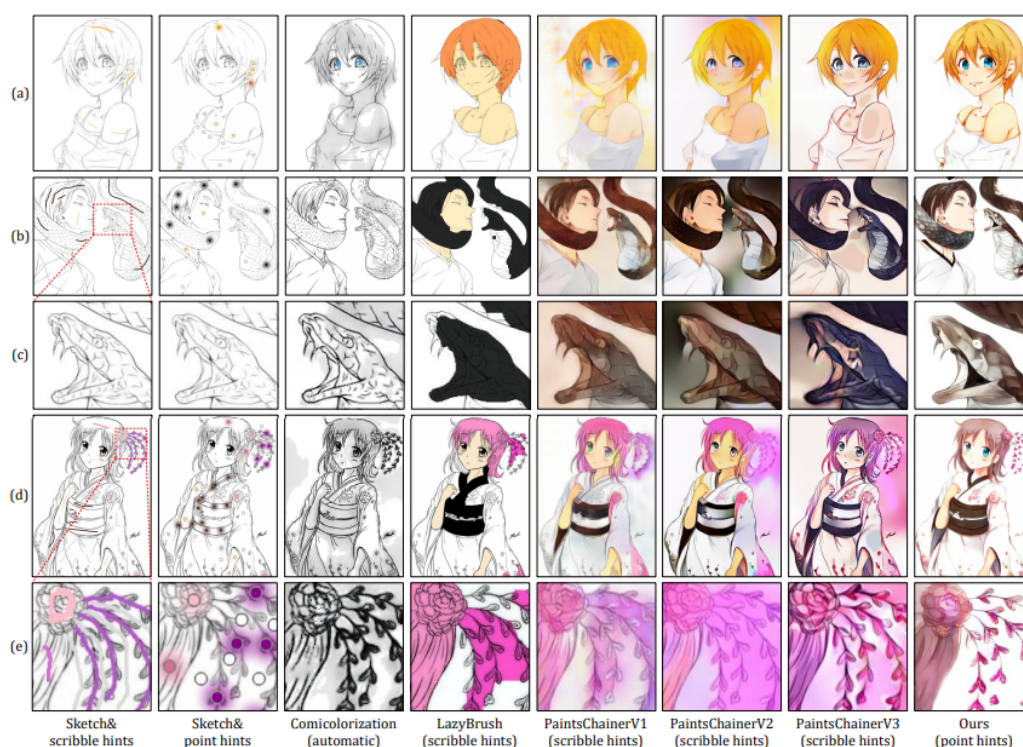 (a)
(b)
(c)
(d)
(e)
Sketch& Sketch& Comicolorization LazyBrush PaintsChainerV1 PaintsChainerV2 PaintsChainerV3 Ours
scribble hints point hints (automatic) (scribble hints) (scribble hints) (scribble hints) (scribble hints) (point hints)